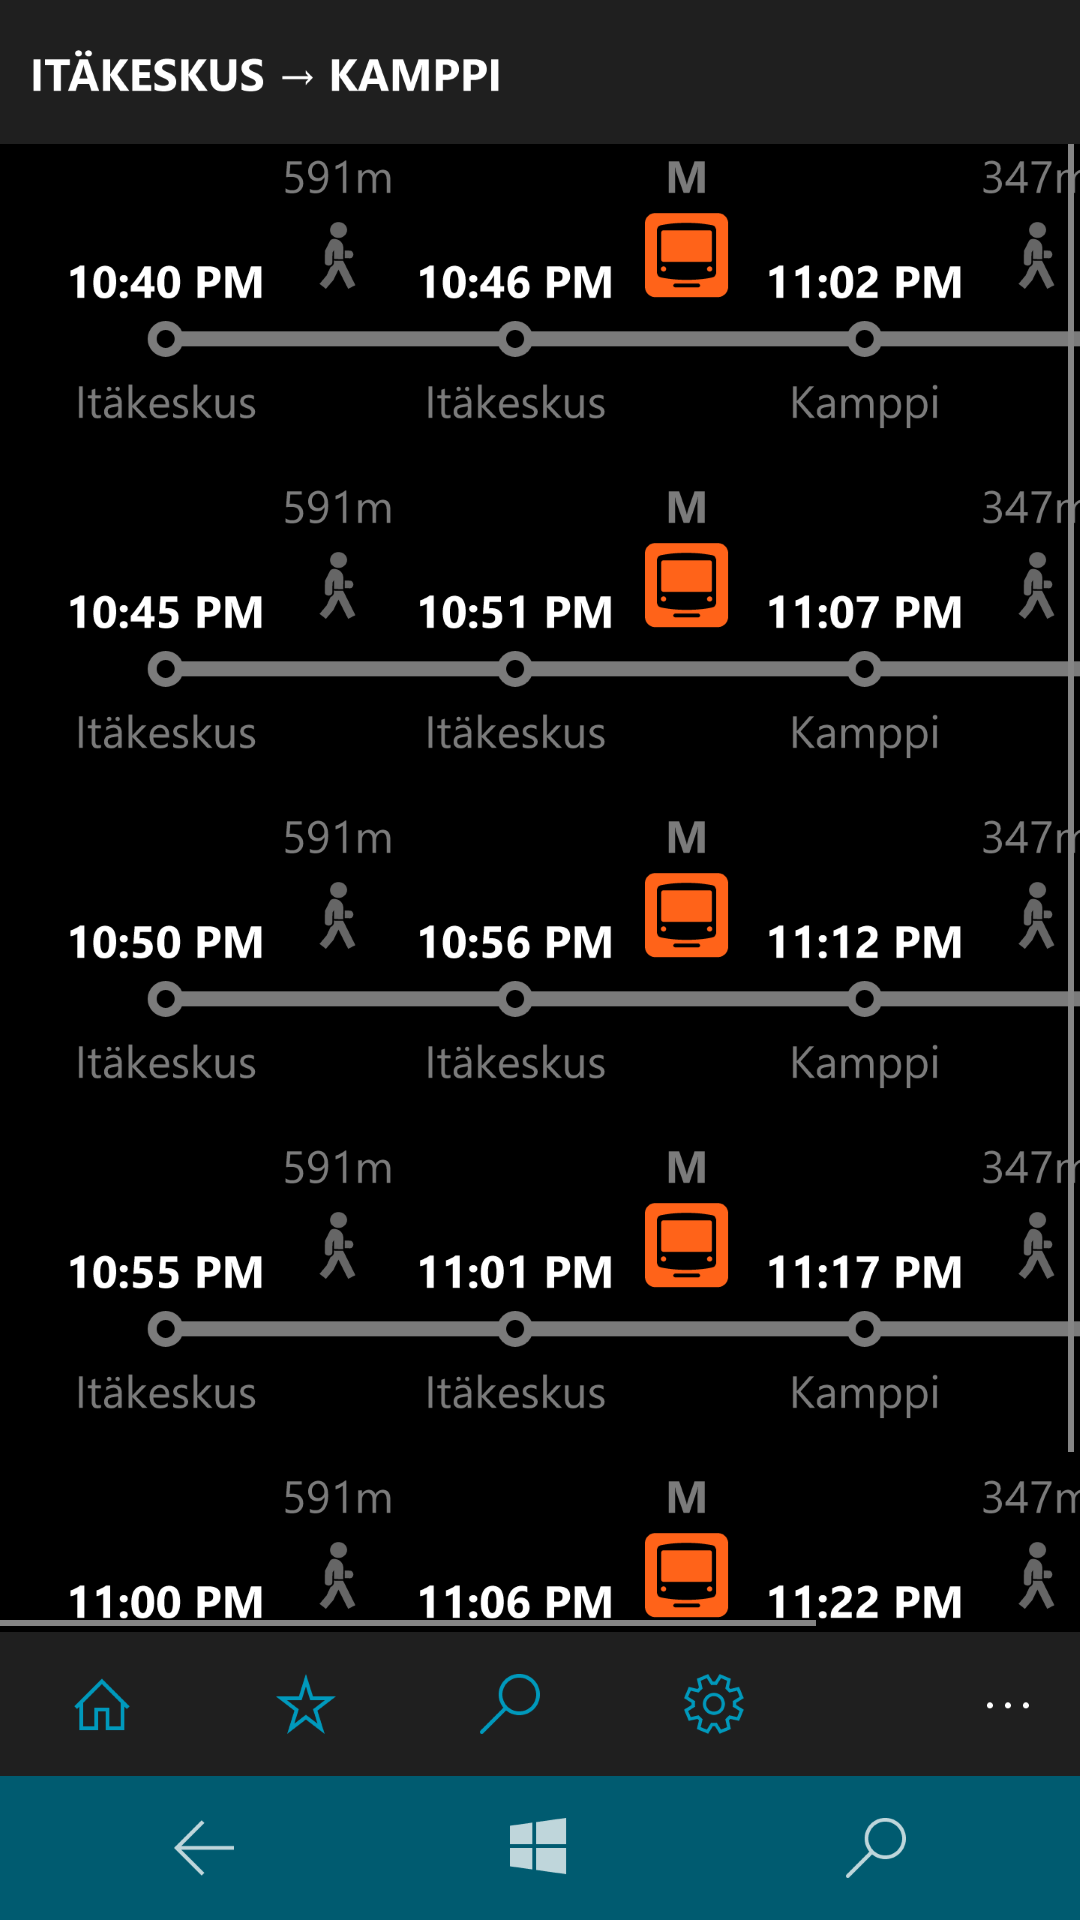 ITÄKESKUS → KAMPPI
591m M 347m
10:40 PM 10:46 PM 11:02 PM
Itäkeskus Itäkeskus Kamppi
591m M 347m
10:45 PM 10:51 PM 11:07 PM
Itäkeskus Itäkeskus Kamppi
591m M 347m
10:50 PM 10:56 PM 11:12 PM
Itäkeskus Itäkeskus Kamppi
591m M 347m
10:55 PM 11:01 PM 11:17 PM
Itäkeskus Itäkeskus Kamppi
591m M 347m
11:00 PM 11:06 PM 11:22 PM